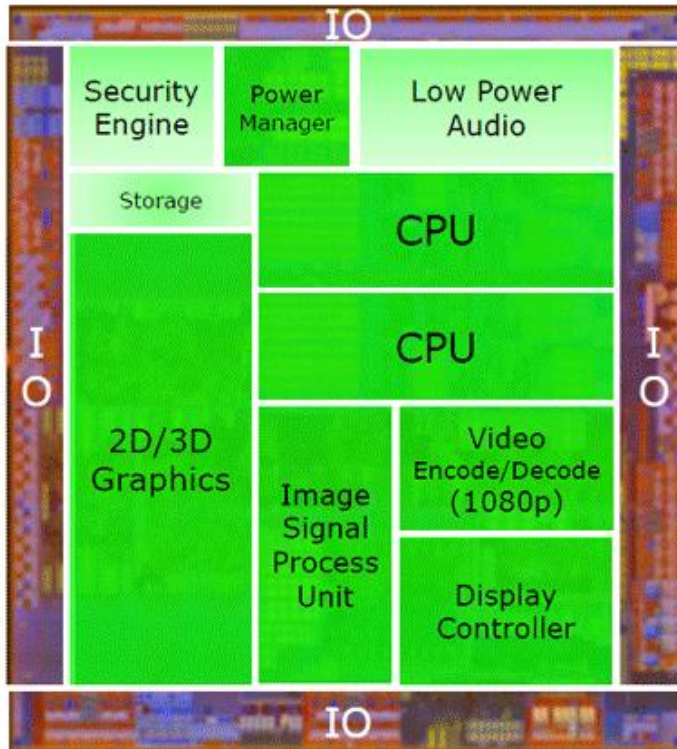 IO
Security
Engine
Power
Manager
Low Power
Audio
Storage
CPU
CPU
I
O
I
O
2D/3D
Graphics
Image
Signal
Process
Unit
Video
Encode/Decode
(1080p)
Display
Controller
IO